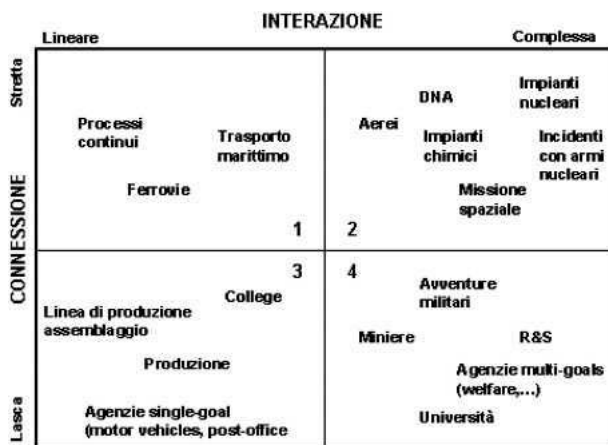 INTERAZIONE
Lineare
Complessa
CONNESSIONE
Stretta
Lasca
Processi
continui
Trasporto
marittimo
Ferrovie
1
DNA
Impianti
nucleari
Aerei
Impianti
chimici
Incidenti
con armi
nucleari
Missione
spaziale
2
3
College
Linea di produzione
assemblaggio
Produzione
Agenzie single-goal
(motor vehicles, post-office
4
Avventure
militari
Miniere
R&S
Agenzie multi-goals
(welfare,...)
Università